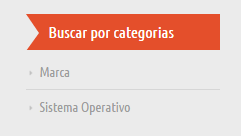 Buscar por categorias
Marca
Sistema Operativo